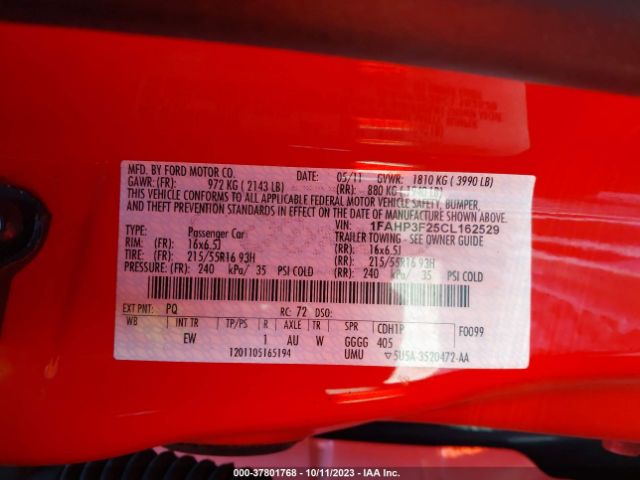 MFD. BY FORD MOTOR CO.
DATE: 05/11 GVWR: 1810 KG ( 3990 LB)
GAWR: (FR): 972 KG ( 2143 LB) (RR): 880 KG
THIS VEHICLE CONFORMS TO ALL APPLICABLE FEDERAL MOTOR VEHICLE SAFETY, BUMPER,
AND THEFT PREVENTION STANDARDS IN EFFECT ON THE DATE OF MANUFACTURE SHOWN ABOVE.
VIN: 1FAHP3F25CL162529
TYPE: Passenger Car TRAILER TOWING - SEE OWNER GUIDE
RIM: (FR): 16x6.5J (RR): 16x6.5J
TIRE: (FR): 215/55R16 93H (RR): 215/55R16 93H
PRESSURE: (FR): 240 kPa/ 35 PSI COLD (RR): 240 kPa/ 35 PSI COLD
EXT PNT: PQ RC: 72 DSO:
WB INT TR TP/PS R AXLE TR SPR CDH1P F0099
EW 1 AU W GGGG 405
1201105165194 UMU ▽5U5A-3520472-AA
STOCK #: 37801768 - 10/11/2023 - IAA Inc.